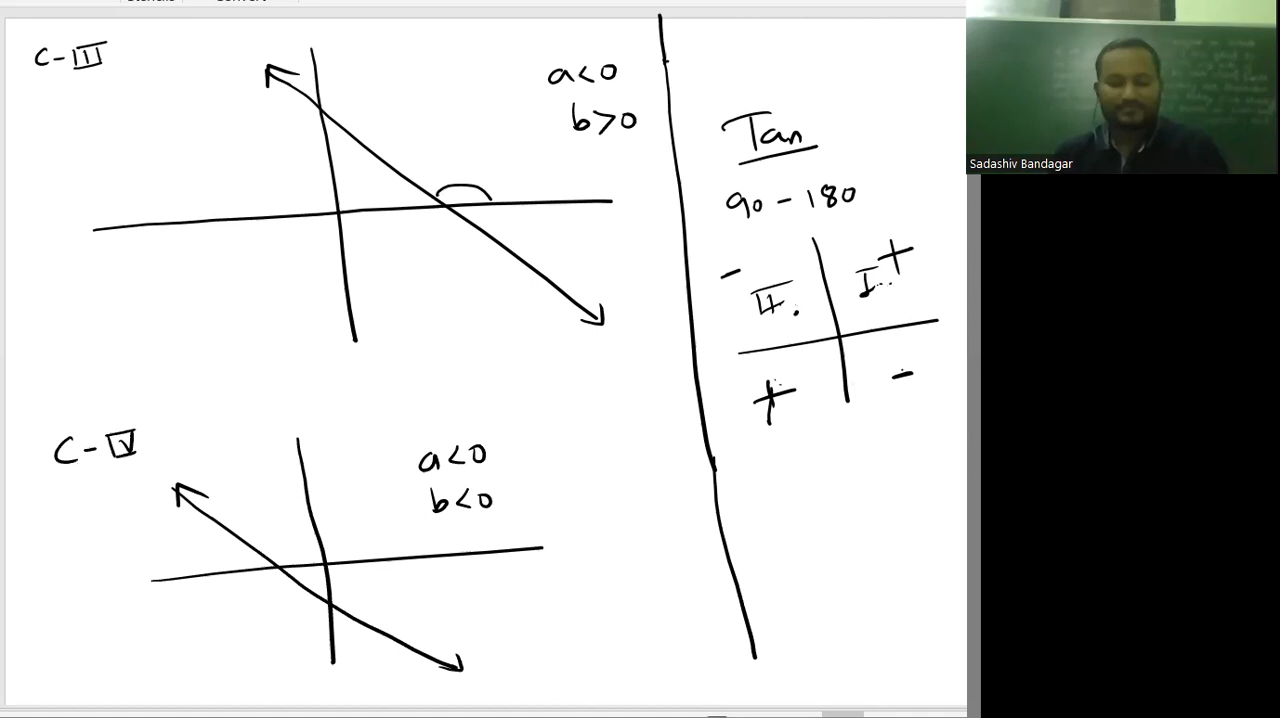 C-III
a<0
b>0
Tan
90-180
- +
II. I..
+ -
C-IV
a<0
b<0
Sadashiv Bandagar